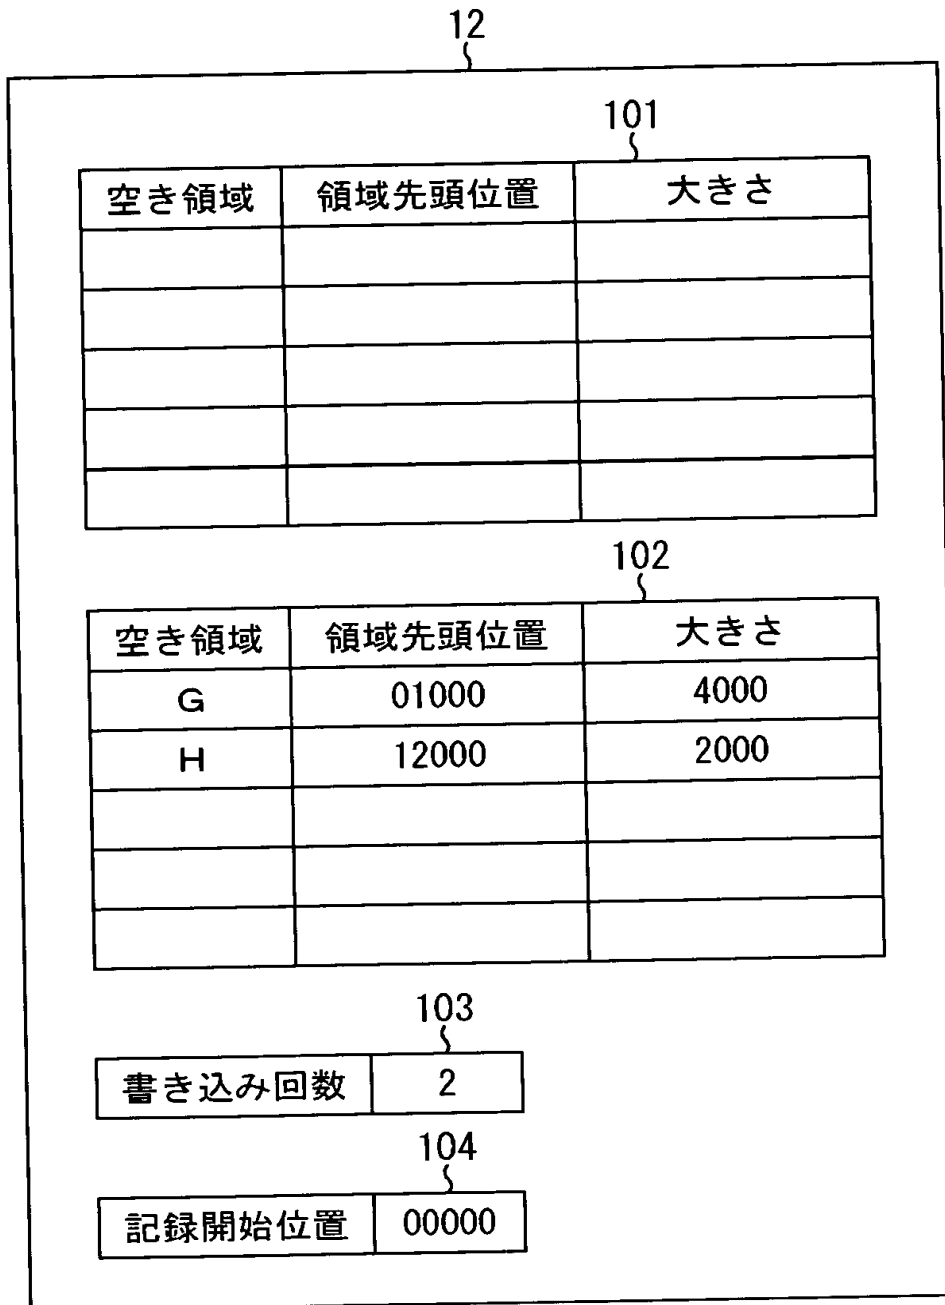 12
101
空き領域 領域先頭位置 大きさ
102
空き領域 領域先頭位置 大きさ
G 01000 4000
H 12000 2000
103
書き込み回数 2
104
記録開始位置 00000